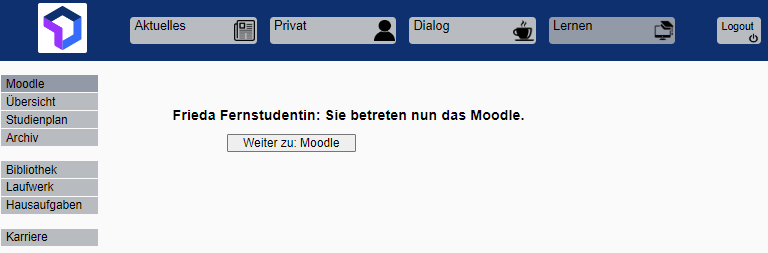 Aktuelles
Privat
Dialog
Lernen
Logout
Moodle
Übersicht
Studienplan
Archiv
Bibliothek
Laufwerk
Hausaufgaben
Karriere
Frieda Fernstudentin: Sie betreten nun das Moodle.
Weiter zu: Moodle